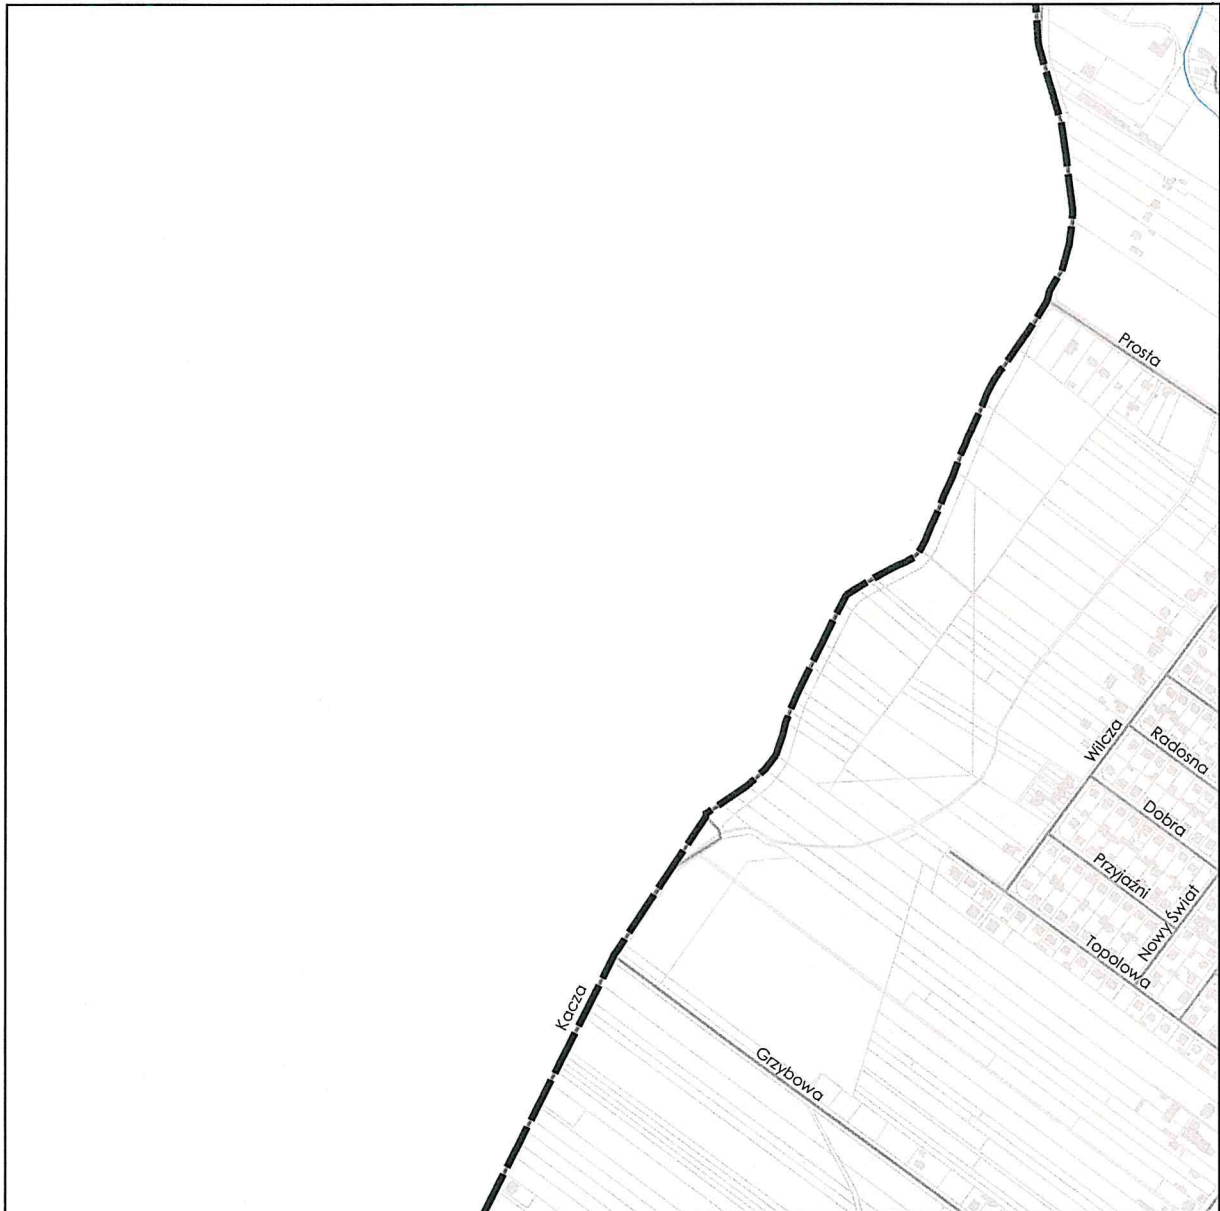 Prosta
Wilcza
Radosna
Dobra
Przyjaźni
Nowy Świat
Topolowa
Kacza
Grzybowa